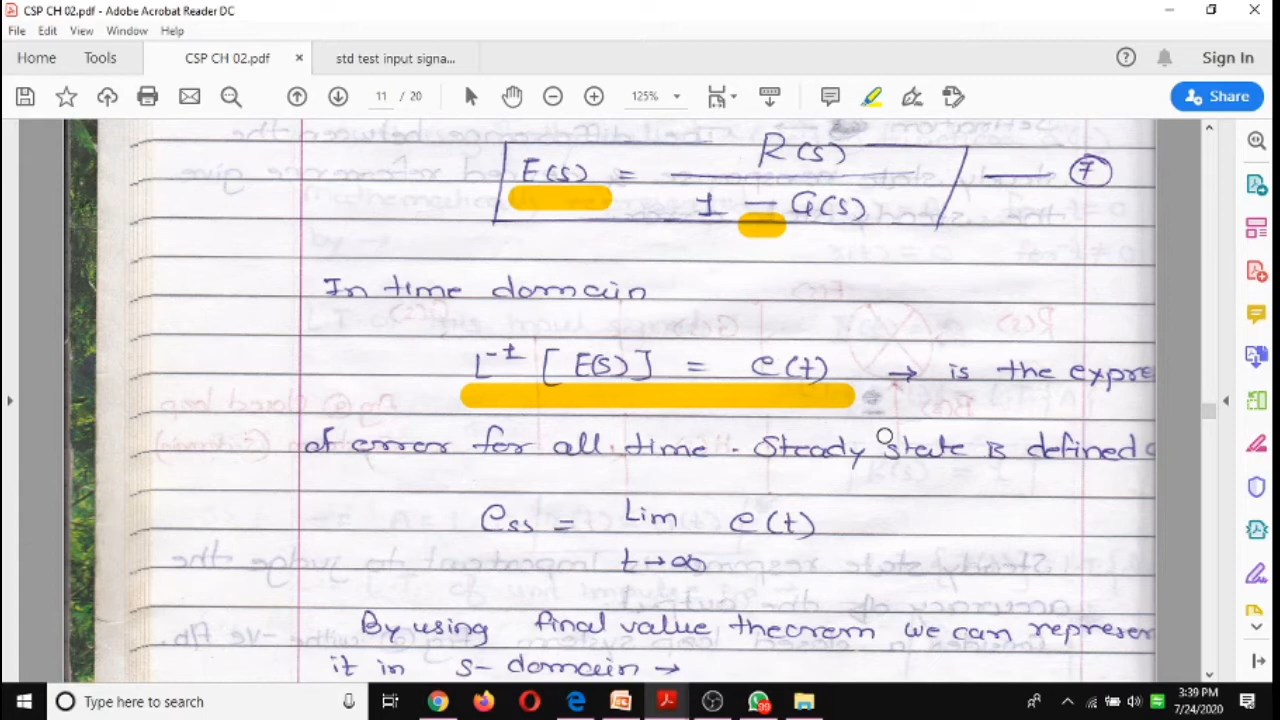 CSP CH 02.pdf - Adobe Acrobat Reader DC
File Edit View Window Help
Home Tools CSP CH 02.pdf × std test input signa... ? Sign In
11 / 20 125% Share
R(s)
E(s) = ——— 7
1 — G(s)
In time domain
L⁻¹ [E(s)] = e(t) → is the expre
of error for all time. Steady state is defined
ess = Lim e(t)
t→∞
By using final value theorem we can represen
it in s-domain →
Type here to search
99
3:39 PM
7/24/2020